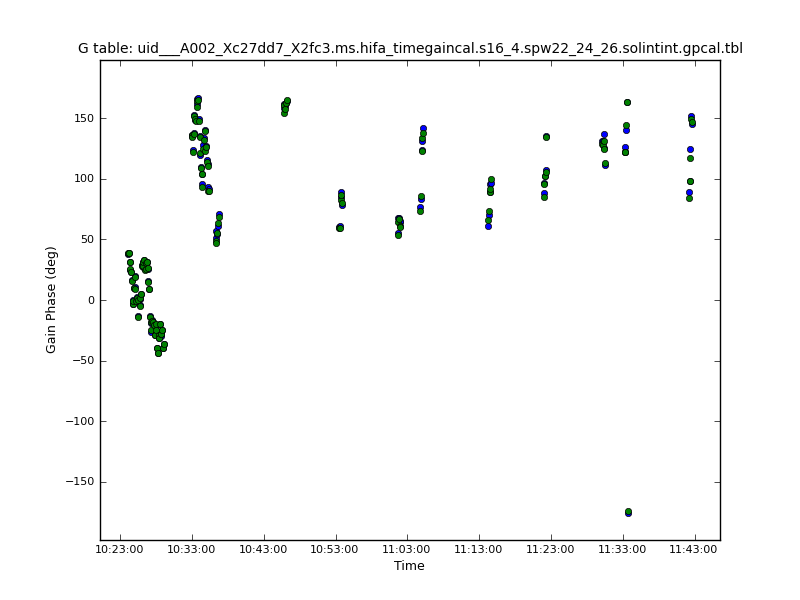 G table: uid___A002_Xc27dd7_X2fc3.ms.hifa_timegaincal.s16_4.spw22_24_26.solintint.gpcal.tbl
Gain Phase (deg)
150
100
50
0
−50
−100
−150
10:23:00 10:33:00 10:43:00 10:53:00 11:03:00 11:13:00 11:23:00 11:33:00 11:43:00
Time